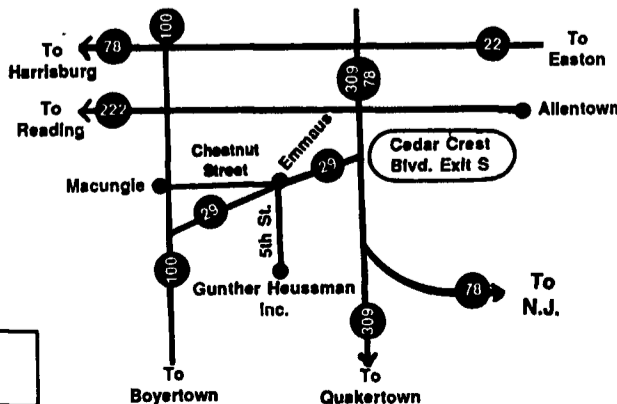 100
To
Harrisburg
78
22
To
Easton
309
78
To
Reading
222
Allentown
Chestnut
Street
Emmaus
29
Cedar Crest
Blvd. Exit S
Macungie
29
5th St.
100
Gunther Heussman
Inc.
78
To
N.J.
309
To
Boyertown
To
Quakertown